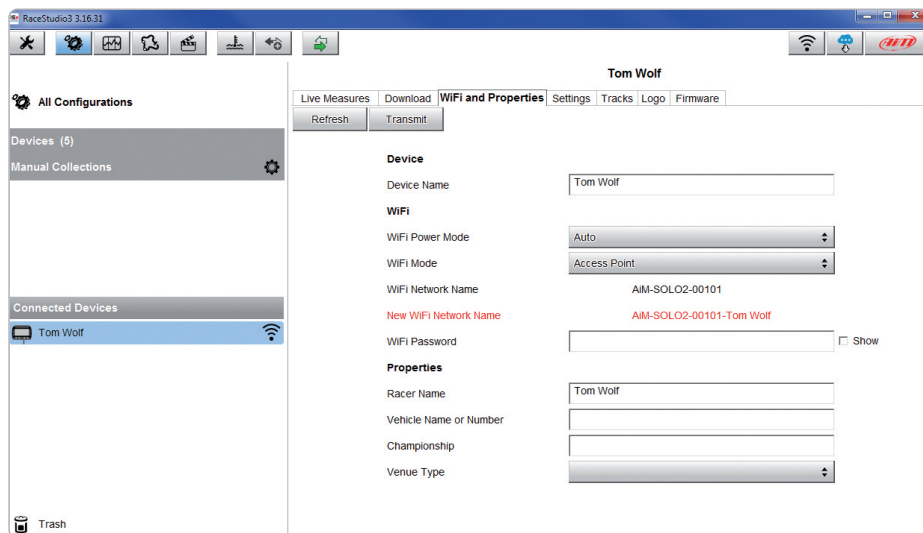 RaceStudio3 3.16.31
Tom Wolf
All Configurations
Live Measures Download WiFi and Properties Settings Tracks Logo Firmware
Refresh Transmit
Devices (5)
Manual Collections
Device
Device Name Tom Wolf
WiFi
WiFi Power Mode Auto
WiFi Mode Access Point
WiFi Network Name AiM-SOLO2-00101
Connected Devices
New WiFi Network Name AiM-SOLO2-00101-Tom Wolf
Tom Wolf
WiFi Password Show
Properties
Racer Name Tom Wolf
Vehicle Name or Number
Championship
Venue Type
Trash